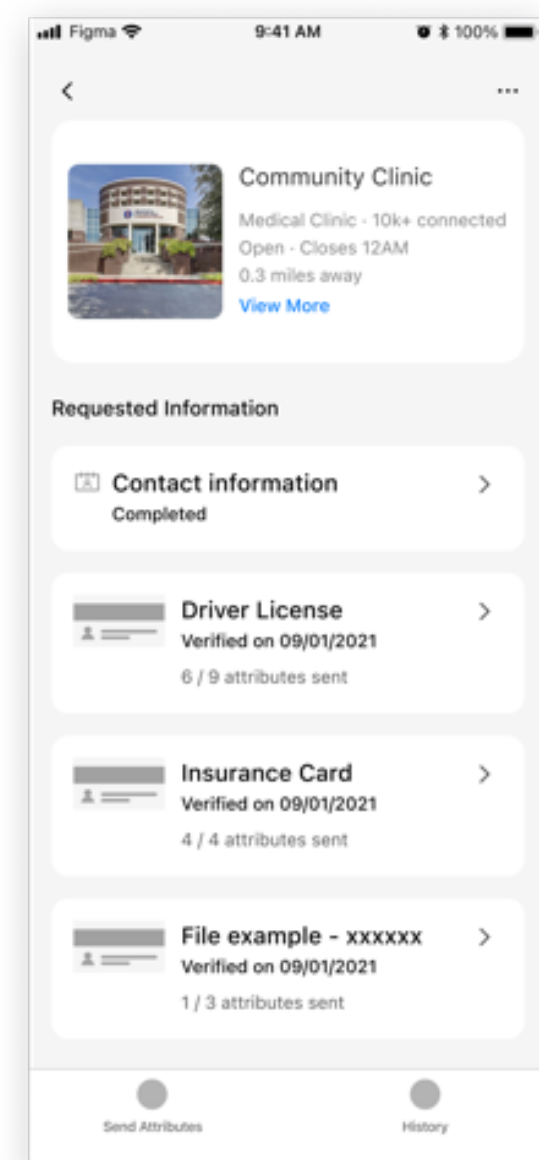 Figma 9:41 AM 100%
Community Clinic
Medical Clinic · 10k+ connected
Open · Closes 12AM
0.3 miles away
View More
Requested Information
Contact information
Completed
Driver License
Verified on 09/01/2021
6 / 9 attributes sent
Insurance Card
Verified on 09/01/2021
4 / 4 attributes sent
File example - xxxxxx
Verified on 09/01/2021
1 / 3 attributes sent
Send Attributes History